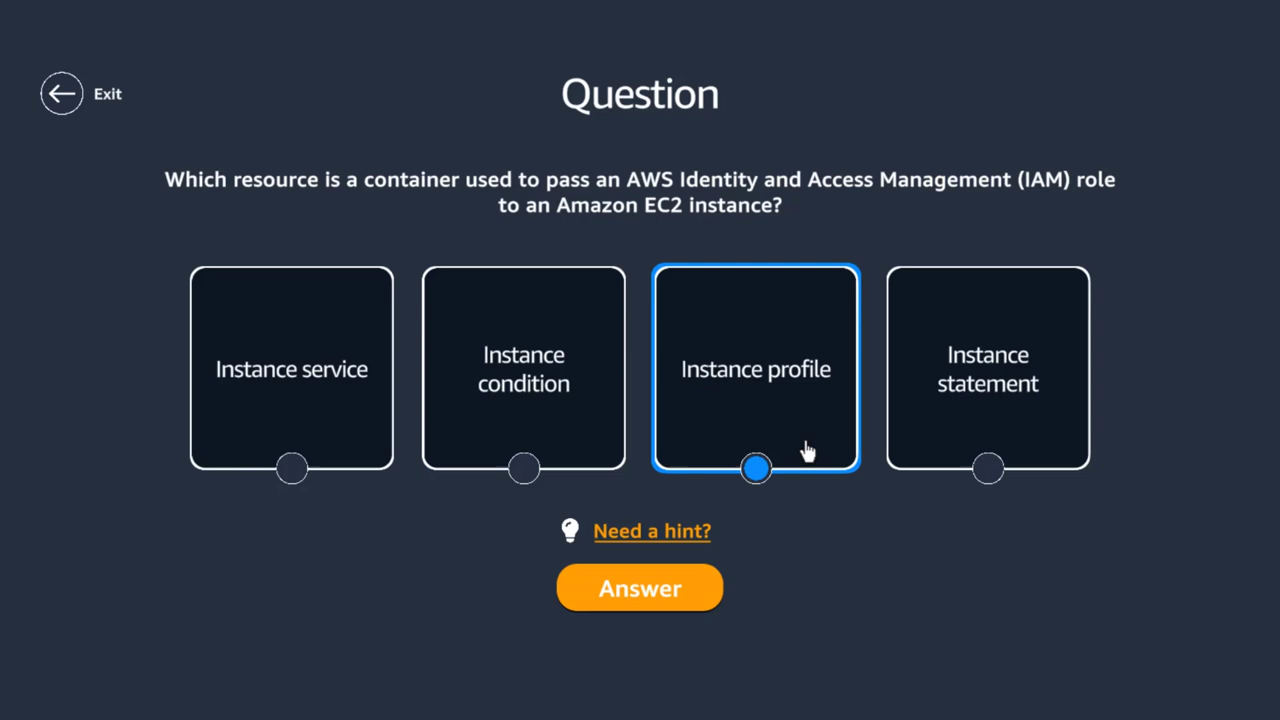 Exit
Question
Which resource is a container used to pass an AWS Identity and Access Management (IAM) role
to an Amazon EC2 instance?
Instance service
Instance
condition
Instance profile
Instance
statement
Need a hint?
Answer